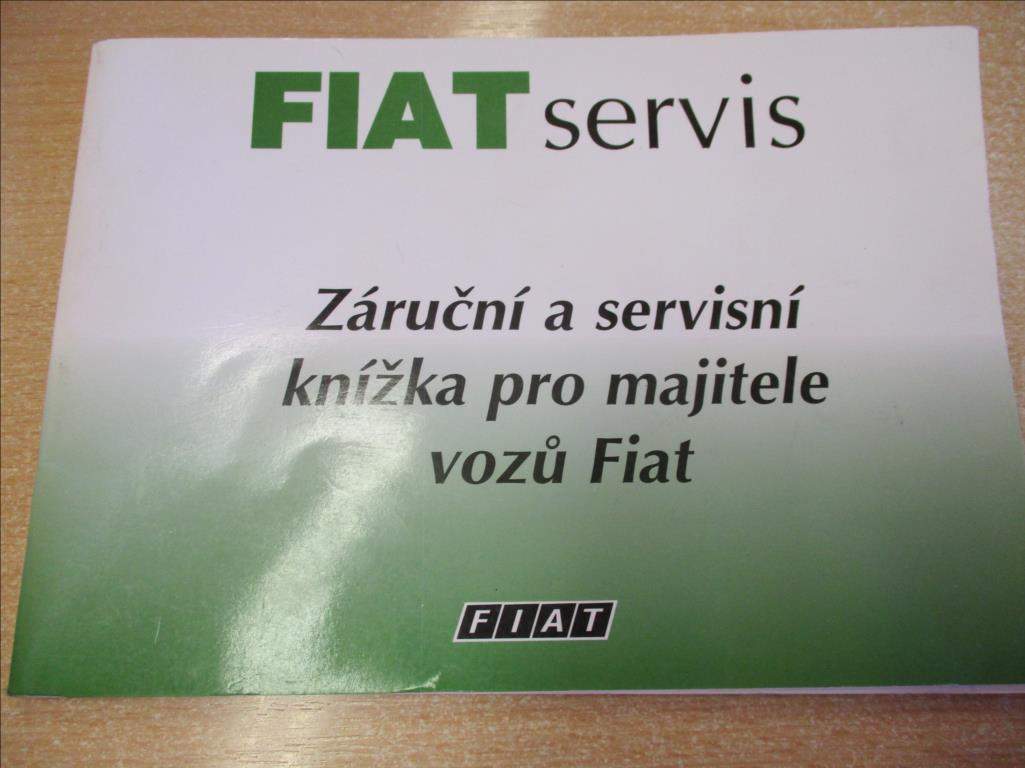 FIAT servis
Záruční a servisní
knížka pro majitele
vozů Fiat
FIAT